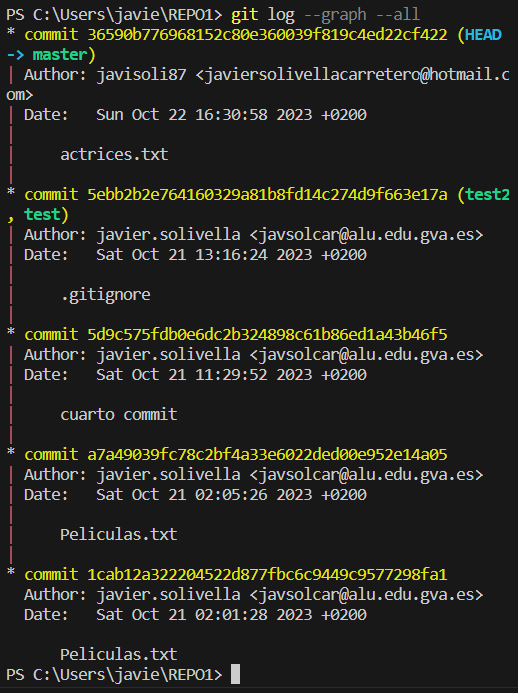 PS C:\Users\javie\REPO1> git log --graph --all
* commit 36590b776968152c80e360039f819c4ed22cf422 (HEAD
-> master)
| Author: javisoli87 <javiersolivellacarretero@hotmail.c
om>
| Date:   Sun Oct 22 16:30:58 2023 +0200
|
|     actrices.txt
|
* commit 5ebb2b2e764160329a81b8fd14c274d9f663e17a (test2
, test)
| Author: javier.solivella <javsolcar@alu.edu.gva.es>
| Date:   Sat Oct 21 13:16:24 2023 +0200
|
|     .gitignore
|
* commit 5d9c575fdb0e6dc2b324898c61b86ed1a43b46f5
| Author: javier.solivella <javsolcar@alu.edu.gva.es>
| Date:   Sat Oct 21 11:29:52 2023 +0200
|
|     cuarto commit
|
* commit a7a49039fc78c2bf4a33e6022ded00e952e14a05
| Author: javier.solivella <javsolcar@alu.edu.gva.es>
| Date:   Sat Oct 21 02:05:26 2023 +0200
|
|     Peliculas.txt
|
* commit 1cab12a322204522d877fbc6c9449c9577298fa1
  Author: javier.solivella <javsolcar@alu.edu.gva.es>
  Date:   Sat Oct 21 02:01:28 2023 +0200

      Peliculas.txt
PS C:\Users\javie\REPO1>